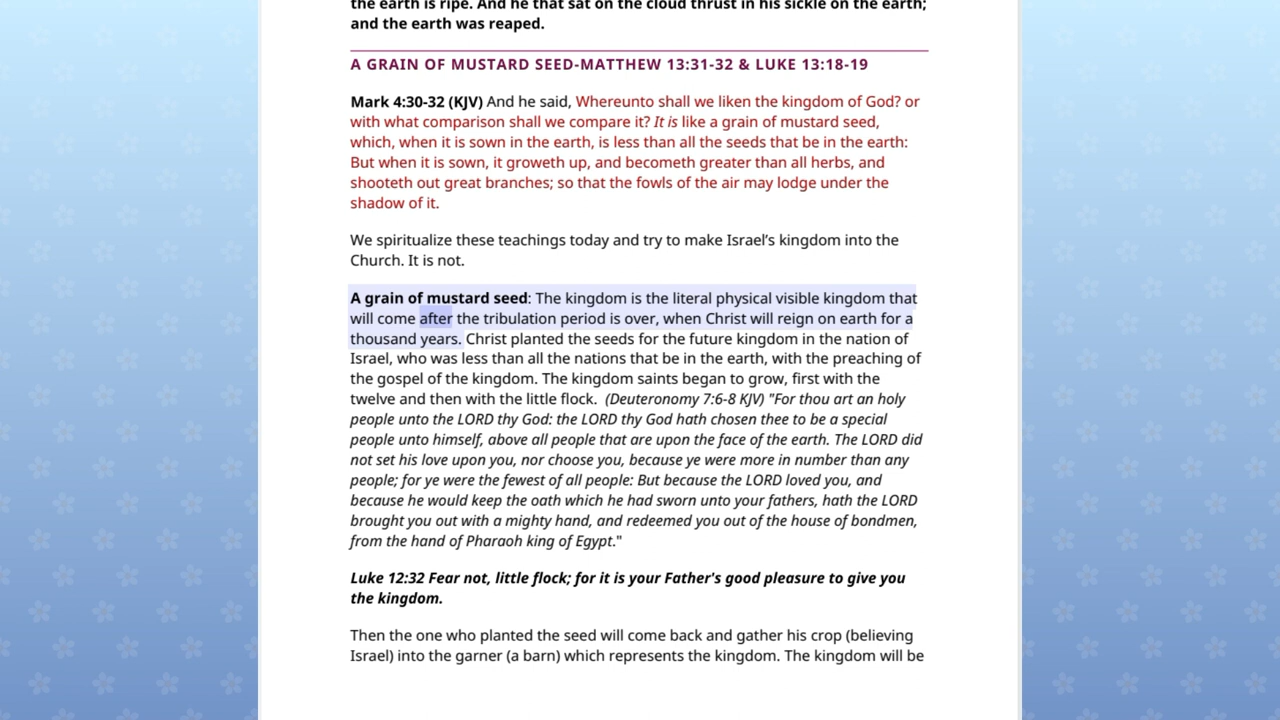 the earth is ripe. And he that sat on the cloud thrust in his sickle on the earth;
and the earth was reaped.
A GRAIN OF MUSTARD SEED-MATTHEW 13:31-32 & LUKE 13:18-19
Mark 4:30-32 (KJV) And he said, Whereunto shall we liken the kingdom of God? or
with what comparison shall we compare it? It is like a grain of mustard seed,
which, when it is sown in the earth, is less than all the seeds that be in the earth:
But when it is sown, it groweth up, and becometh greater than all herbs, and
shooteth out great branches; so that the fowls of the air may lodge under the
shadow of it.
We spiritualize these teachings today and try to make Israel’s kingdom into the
Church. It is not.
A grain of mustard seed: The kingdom is the literal physical visible kingdom that
will come after the tribulation period is over, when Christ will reign on earth for a
thousand years. Christ planted the seeds for the future kingdom in the nation of
Israel, who was less than all the nations that be in the earth, with the preaching of
the gospel of the kingdom. The kingdom saints began to grow, first with the
twelve and then with the little flock.  (Deuteronomy 7:6-8 KJV) "For thou art an holy
people unto the LORD thy God: the LORD thy God hath chosen thee to be a special
people unto himself, above all people that are upon the face of the earth. The LORD did
not set his love upon you, nor choose you, because ye were more in number than any
people; for ye were the fewest of all people: But because the LORD loved you, and
because he would keep the oath which he had sworn unto your fathers, hath the LORD
brought you out with a mighty hand, and redeemed you out of the house of bondmen,
from the hand of Pharaoh king of Egypt."
Luke 12:32 Fear not, little flock; for it is your Father's good pleasure to give you
the kingdom.
Then the one who planted the seed will come back and gather his crop (believing
Israel) into the garner (a barn) which represents the kingdom. The kingdom will be